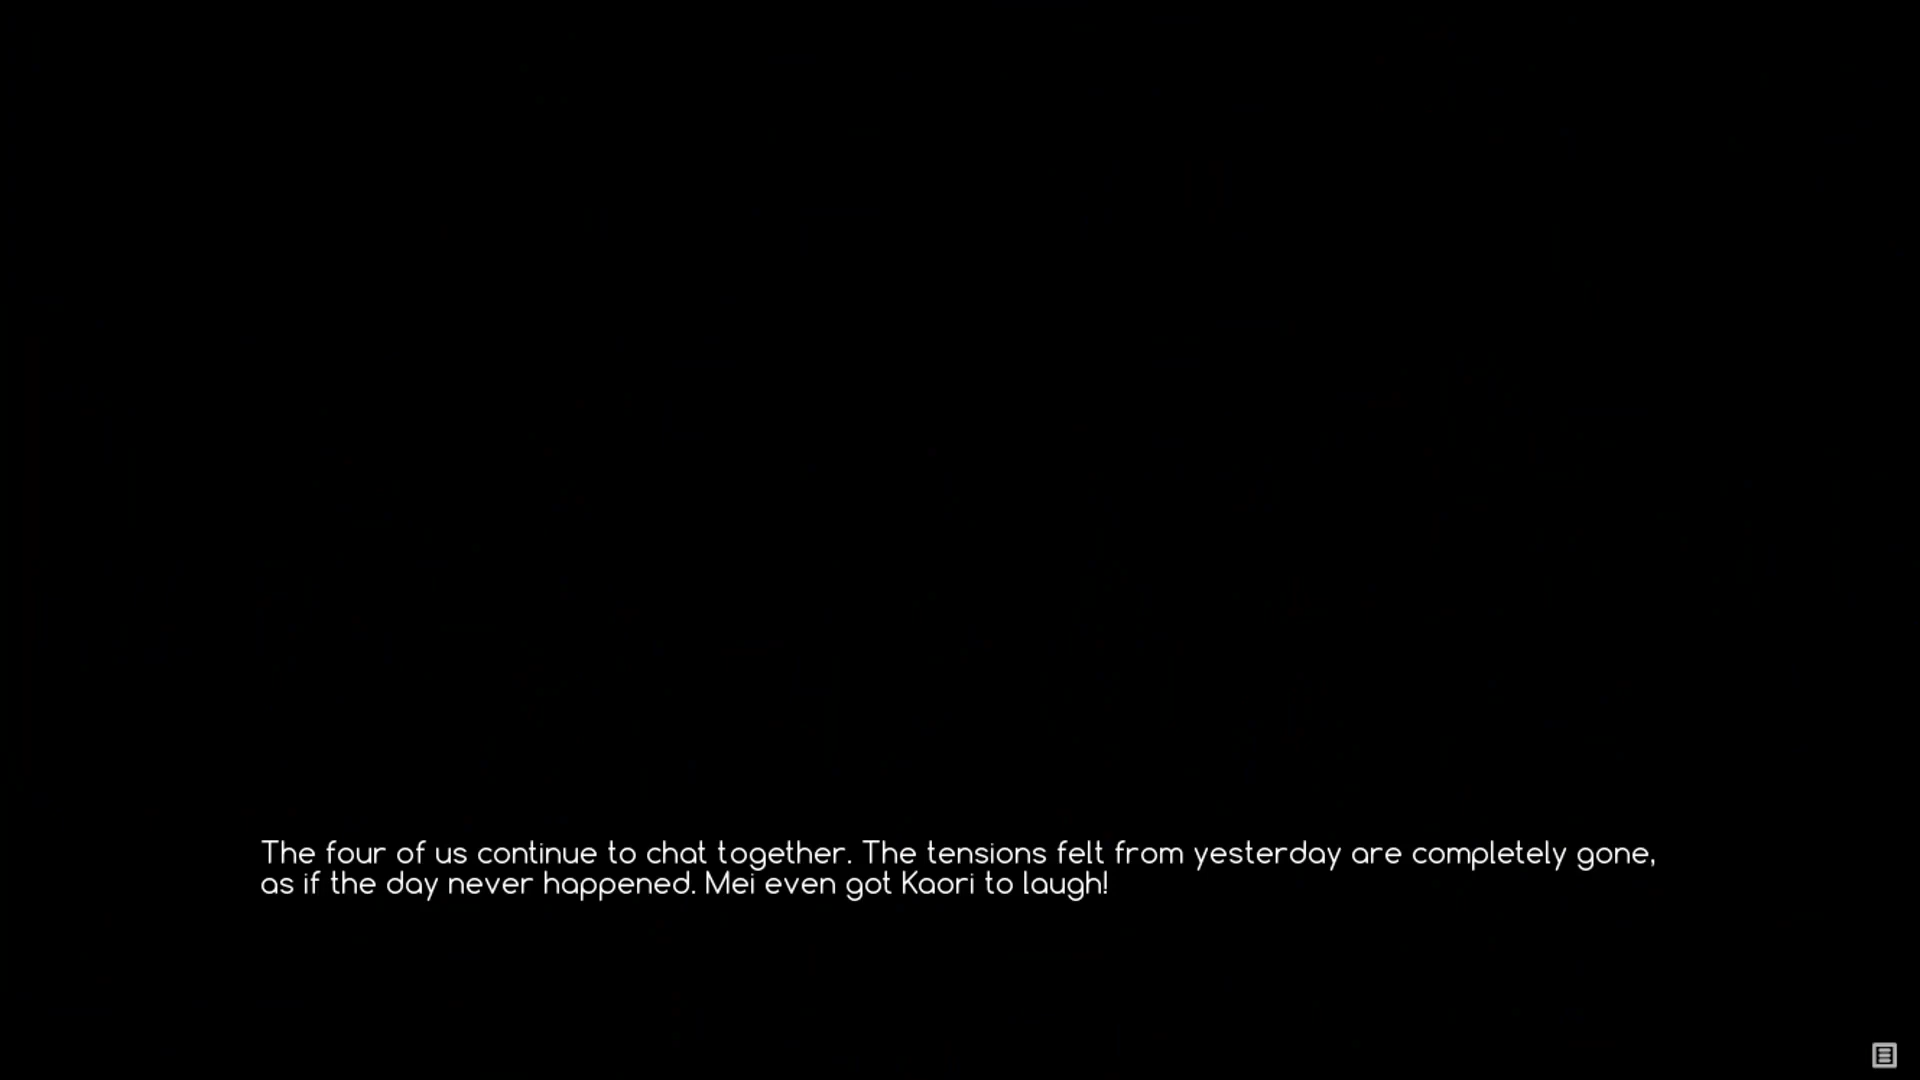 The four of us continue to chat together. The tensions felt from yesterday are completely gone,
as if the day never happened. Mei even got Kaori to laugh!